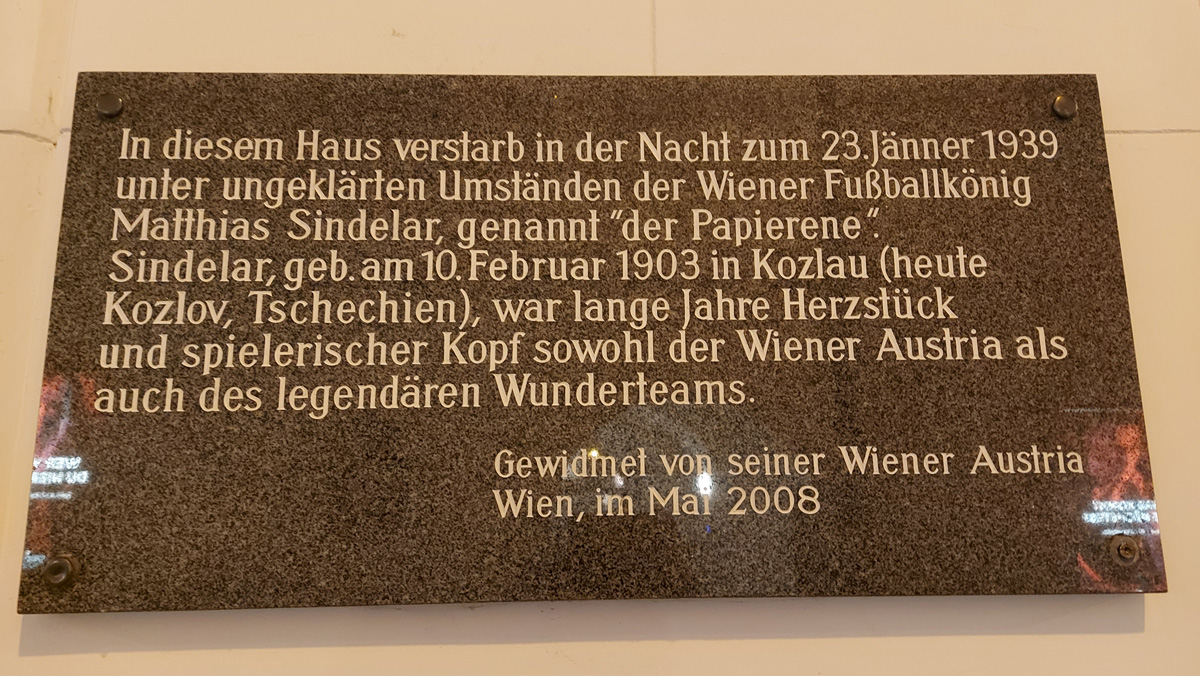 In diesem Haus verstarb in der Nacht zum 23.Jänner 1939
unter ungeklärten Umständen der Wiener Fußballkönig
Matthias Sindelar, genannt "der Papierene".
Sindelar, geb. am 10. Februar 1903 in Kozlau (heute
Kozlov, Tschechien), war lange Jahre Herzstück
und spielerischer Kopf sowohl der Wiener Austria als
auch des legendären Wunderteams.
Gewidmet von seiner Wiener Austria
Wien, im Mai 2008